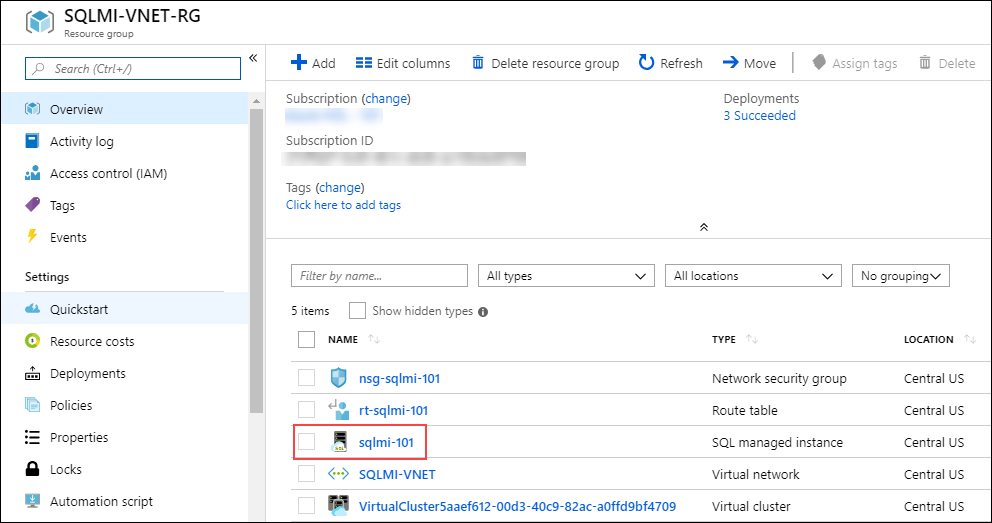 SQLMI-VNET-RG
Resource group
Search (Ctrl+/)
Overview
Activity log
Access control (IAM)
Tags
Events
Settings
Quickstart
Resource costs
Deployments
Policies
Properties
Locks
Automation script
Add Edit columns Delete resource group Refresh Move Assign tags Delete
Subscription (change)
Deployments
3 Succeeded
Subscription ID
Tags (change)
Click here to add tags
Filter by name... All types All locations No grouping
5 items Show hidden types
NAME TYPE LOCATION
nsg-sqlmi-101 Network security group Central US
rt-sqlmi-101 Route table Central US
sqlmi-101 SQL managed instance Central US
SQLMI-VNET Virtual network Central US
VirtualCluster5aaef612-00d3-40c9-82ac-a0ffd9bf4709 Virtual cluster Central US